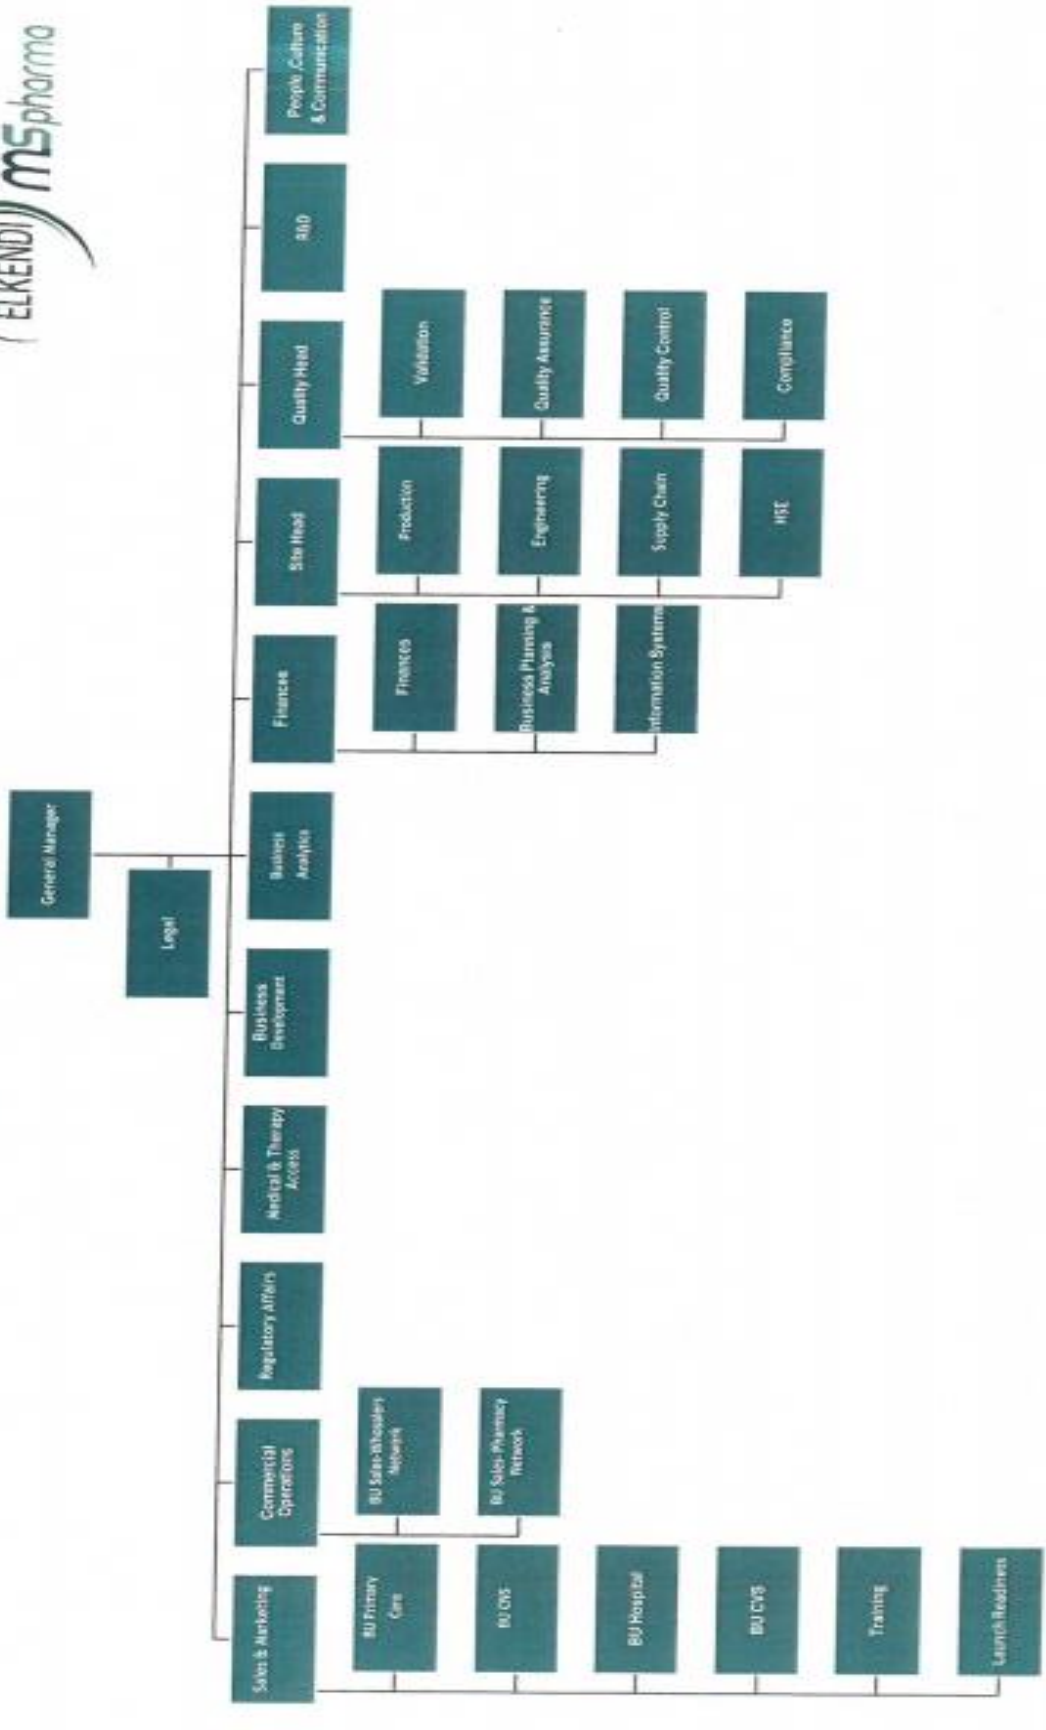 ELKENDI
MSpharma
General Manager
Legal
Sales & Marketing
Commercial
Operations
Regulatory Affairs
Medical & Therapy
Access
Business
Development
Business
Analytics
Finances
Site Head
Quality Head
People ,Culture
& Communication
BU Primary
Care
BU CNS
BU Hospital
BU CVS
Training
Launch Readiness
BU Sales-Whosalers
Network
BU Sales-Pharmacy
Network
Finances
Business Planning &
Analysis
Information Systems
Production
Engineering
Supply Chain
HSE
Validation
Quality Assurance
Quality Control
Compliance